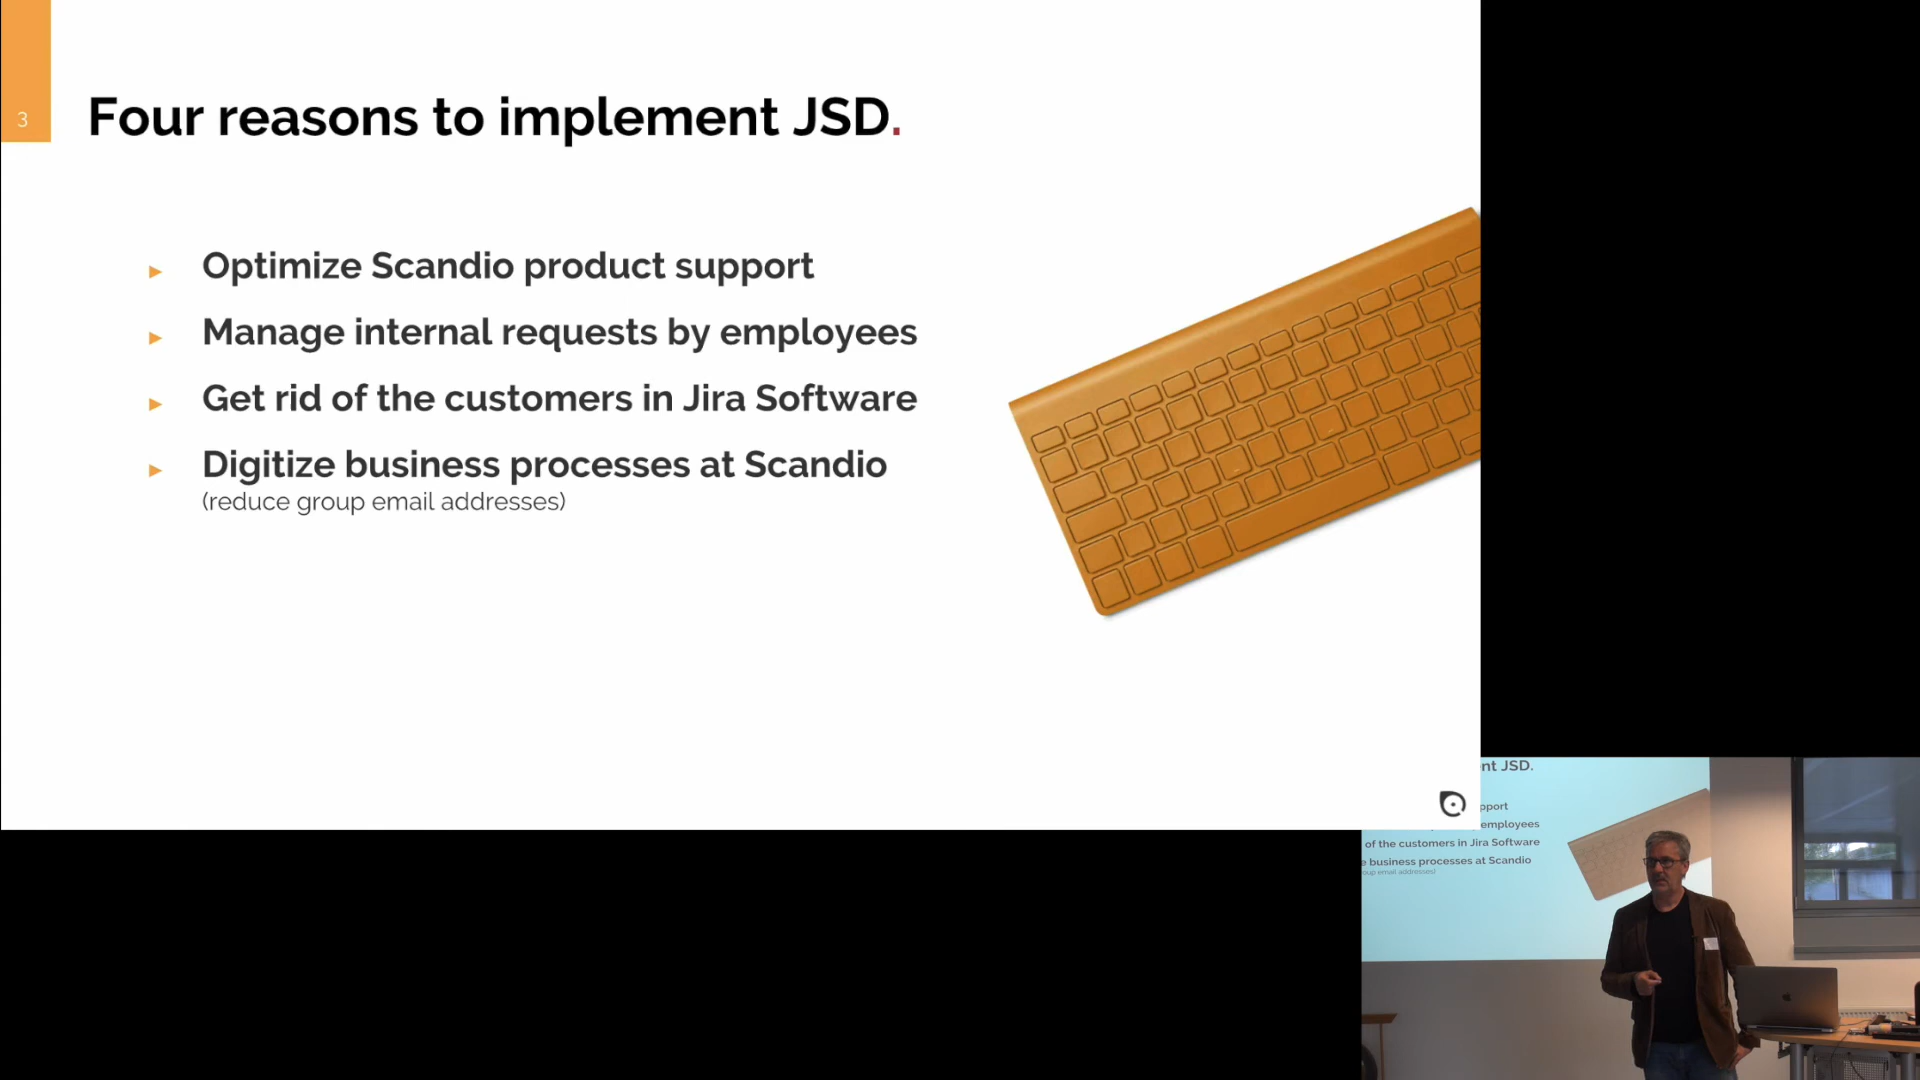 3
Four reasons to implement JSD.
► Optimize Scandio product support
► Manage internal requests by employees
► Get rid of the customers in Jira Software
► Digitize business processes at Scandio
(reduce group email addresses)
JSD.
employees
of the customers in Jira Software
business processes at Scandio
email addresses)